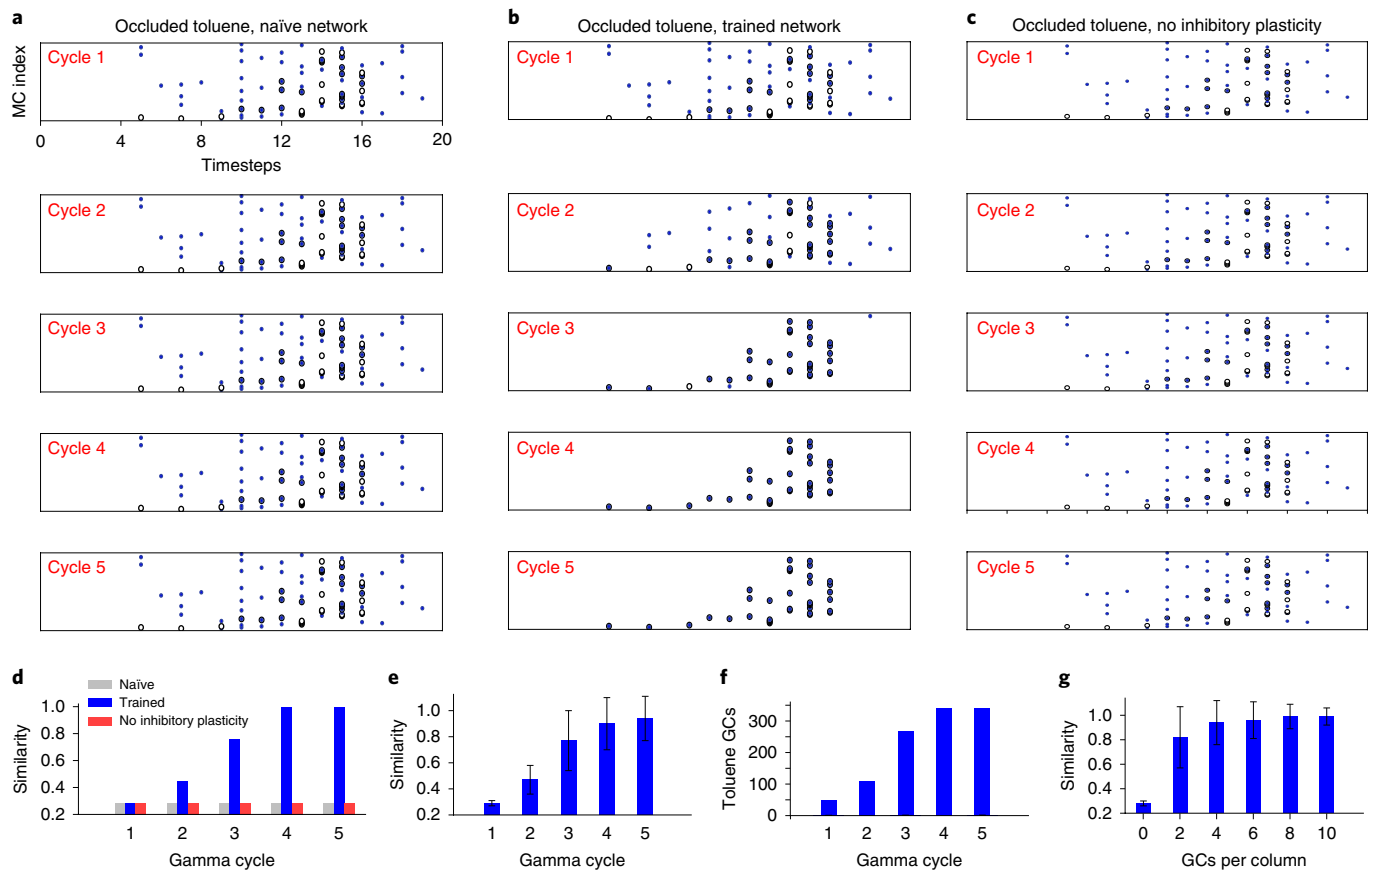 a
Occluded toluene, naïve network
b
Occluded toluene, trained network
c
Occluded toluene, no inhibitory plasticity
MC index
Cycle 1
Cycle 1
Cycle 1
0 4 8 12 16 20
Timesteps
Cycle 2
Cycle 2
Cycle 2
Cycle 3
Cycle 3
Cycle 3
Cycle 4
Cycle 4
Cycle 4
Cycle 5
Cycle 5
Cycle 5
d
Naïve
Trained
No inhibitory plasticity
Similarity
1.0
0.8
0.6
0.4
0.2
1 2 3 4 5
Gamma cycle
e
Similarity
1.0
0.8
0.6
0.4
0.2
1 2 3 4 5
Gamma cycle
f
Toluene GCs
300
200
100
0
1 2 3 4 5
Gamma cycle
g
Similarity
1.0
0.8
0.6
0.4
0.2
0 2 4 6 8 10
GCs per column